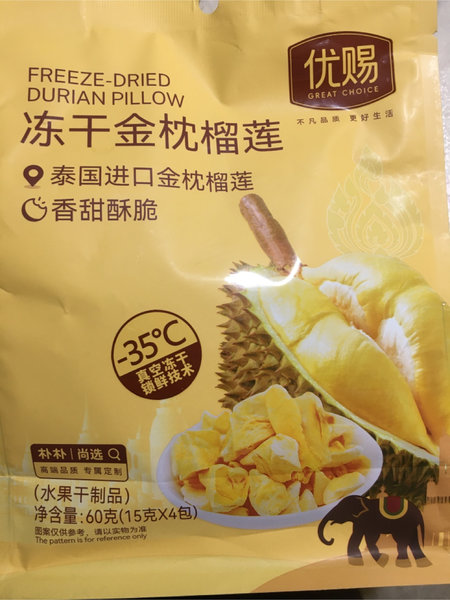 FREEZE-DRIED
DURIAN PILLOW
优赐
GREAT CHOICE
不凡品质 更好生活
冻干金枕榴莲
泰国进口金枕榴莲
香甜酥脆
-35℃
真空冻干
锁鲜技术
朴朴|尚选
高端品质 专属定制
(水果干制品)
净含量:60克(15克X4包)
图案仅供参考,请以实物为准
The pattern is for reference only